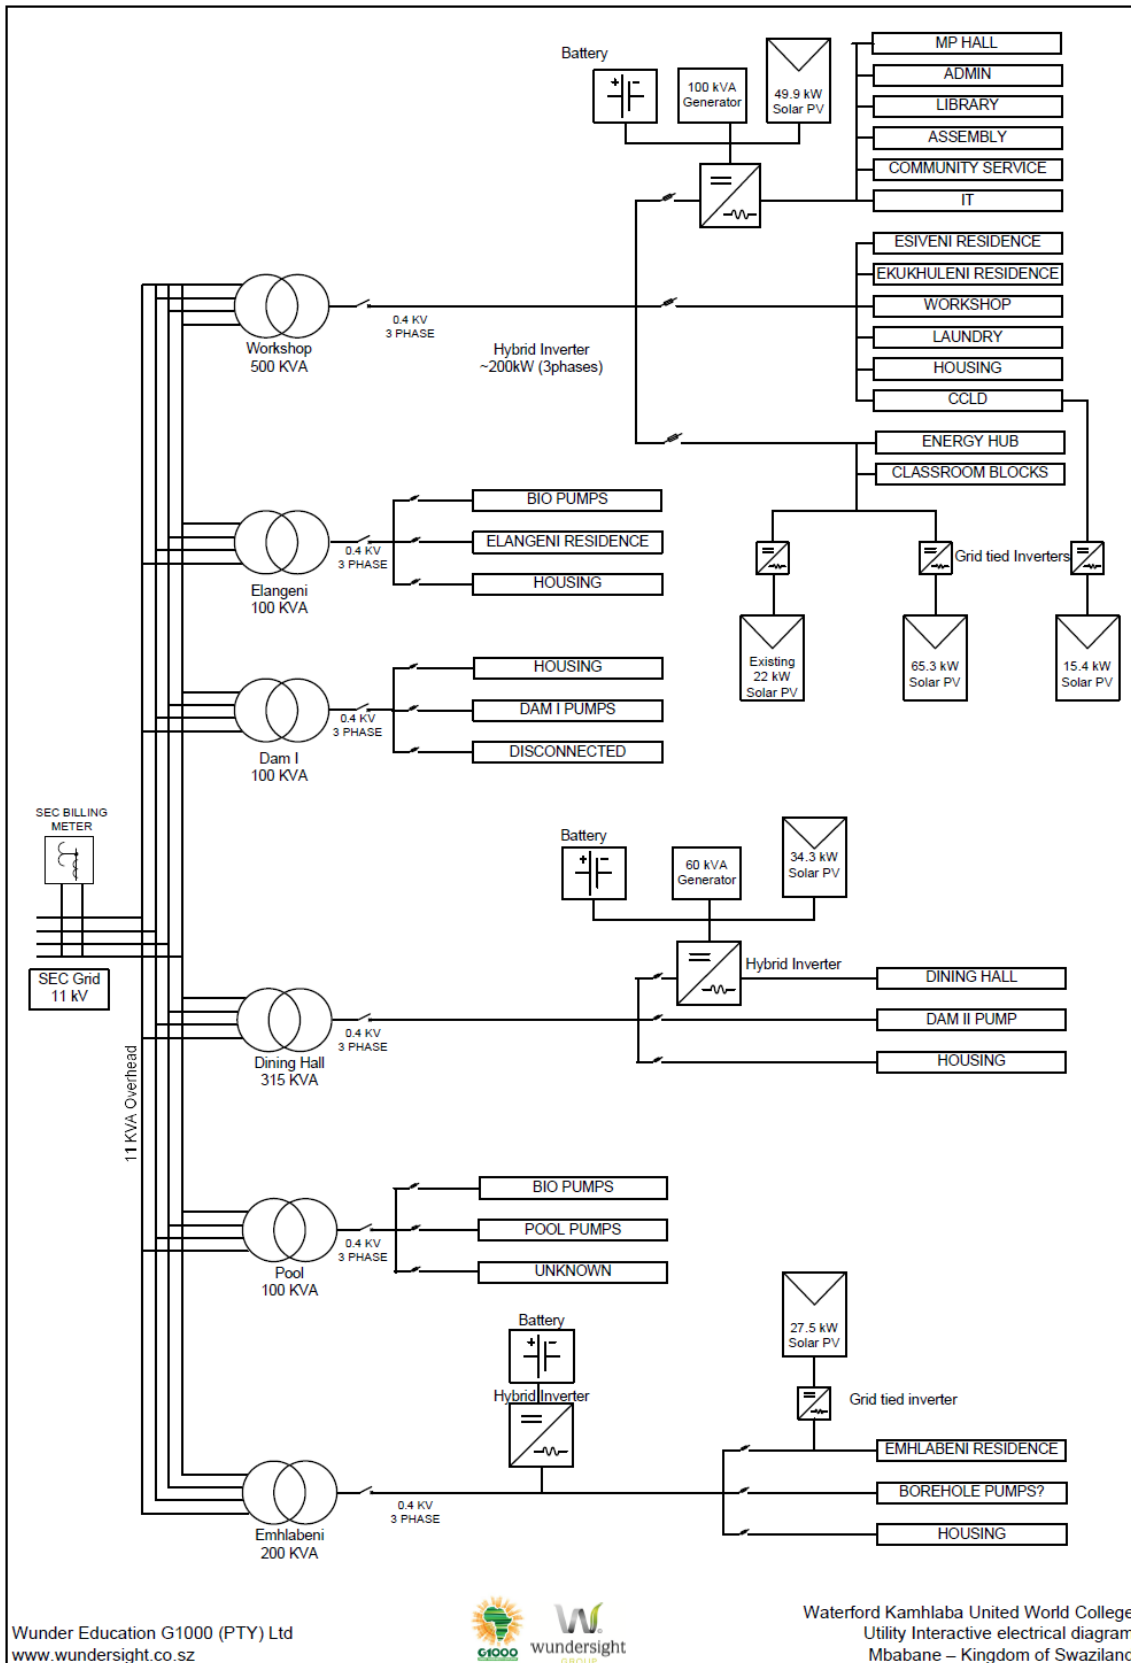 Battery
100 kVA
Generator
49.9 kW
Solar PV
MP HALL
ADMIN
LIBRARY
ASSEMBLY
COMMUNITY SERVICE
IT
ESIVENI RESIDENCE
EKUKHULENI RESIDENCE
WORKSHOP
LAUNDRY
HOUSING
CCLD
ENERGY HUB
CLASSROOM BLOCKS
Workshop
500 KVA
0.4 KV
3 PHASE
Hybrid Inverter
~200kW (3phases)
Grid tied Inverters
Existing
22 kW
Solar PV
65.3 kW
Solar PV
15.4 kW
Solar PV
BIO PUMPS
ELANGENI RESIDENCE
HOUSING
0.4 KV
3 PHASE
Elangeni
100 KVA
HOUSING
DAM I PUMPS
DISCONNECTED
0.4 KV
3 PHASE
Dam I
100 KVA
SEC BILLING
METER
SEC Grid
11 kV
11 KVA Overhead
Battery
60 kVA
Generator
34.3 kW
Solar PV
Hybrid Inverter
DINING HALL
DAM II PUMP
HOUSING
0.4 KV
3 PHASE
Dining Hall
315 KVA
BIO PUMPS
POOL PUMPS
UNKNOWN
0.4 KV
3 PHASE
Pool
100 KVA
Battery
Hybrid Inverter
27.5 kW
Solar PV
Grid tied inverter
EMHLABENI RESIDENCE
BOREHOLE PUMPS?
HOUSING
0.4 KV
3 PHASE
Emhlabeni
200 KVA
Wunder Education G1000 (PTY) Ltd
www.wundersight.co.sz
G1000
W.
wundersight
GROUP
Waterford Kamhlaba United World College
Utility Interactive electrical diagram
Mbabane – Kingdom of Swaziland